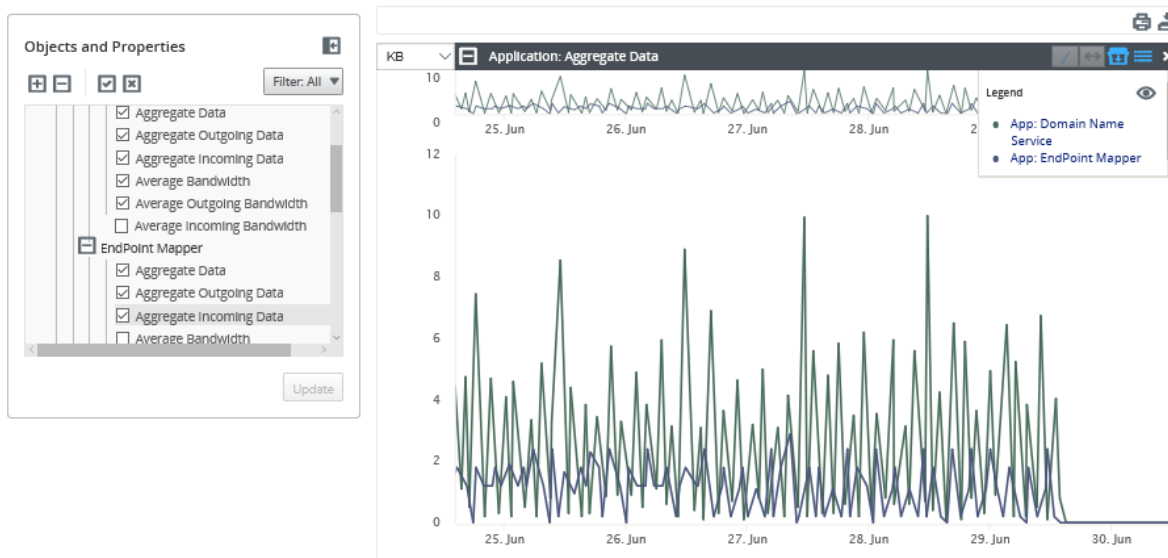 Objects and Properties
Filter: All
Aggregate Data
Aggregate Outgoing Data
Aggregate Incoming Data
Average Bandwidth
Average Outgoing Bandwidth
Average Incoming Bandwidth
EndPoint Mapper
Aggregate Data
Aggregate Outgoing Data
Aggregate Incoming Data
Average Bandwidth
Update
KB
Application: Aggregate Data
10
0
25. Jun
26. Jun
27. Jun
28. Jun
2
Legend
App: Domain Name
Service
App: EndPoint Mapper
12
10
8
6
4
2
0
25. Jun
26. Jun
27. Jun
28. Jun
29. Jun
30. Jun